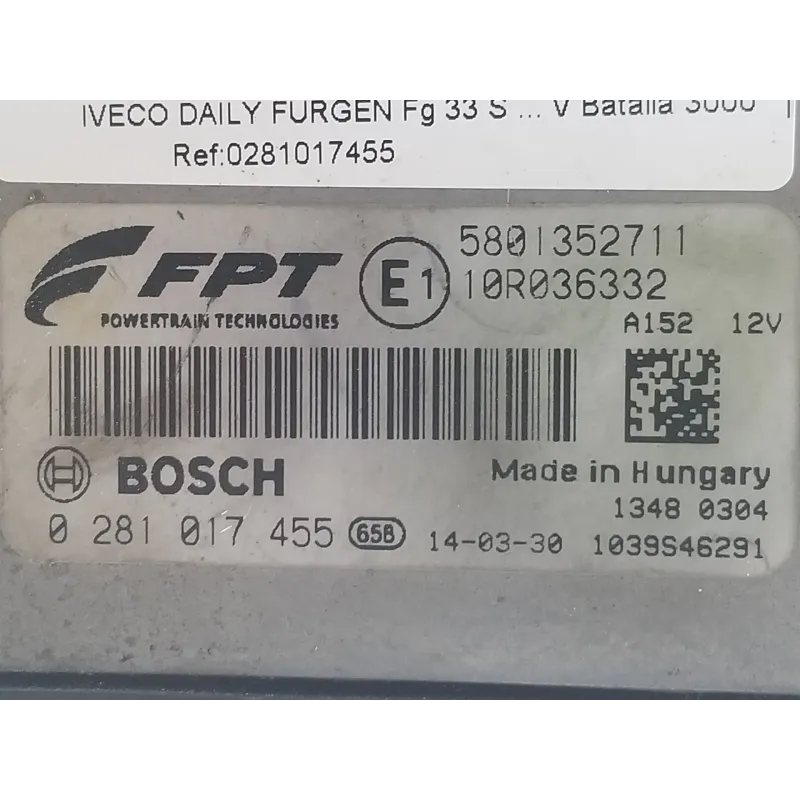 IVECO DAILY FURGEN Fg 33 S ... V Batalla 3000
Ref:0281017455
FPT
POWERTRAIN TECHNOLOGIES
E1
5801352711
10R036332
A152 12V
BOSCH
Made in Hungary
1348 0304
0 281 017 455 65B 14-03-30 1039S46291